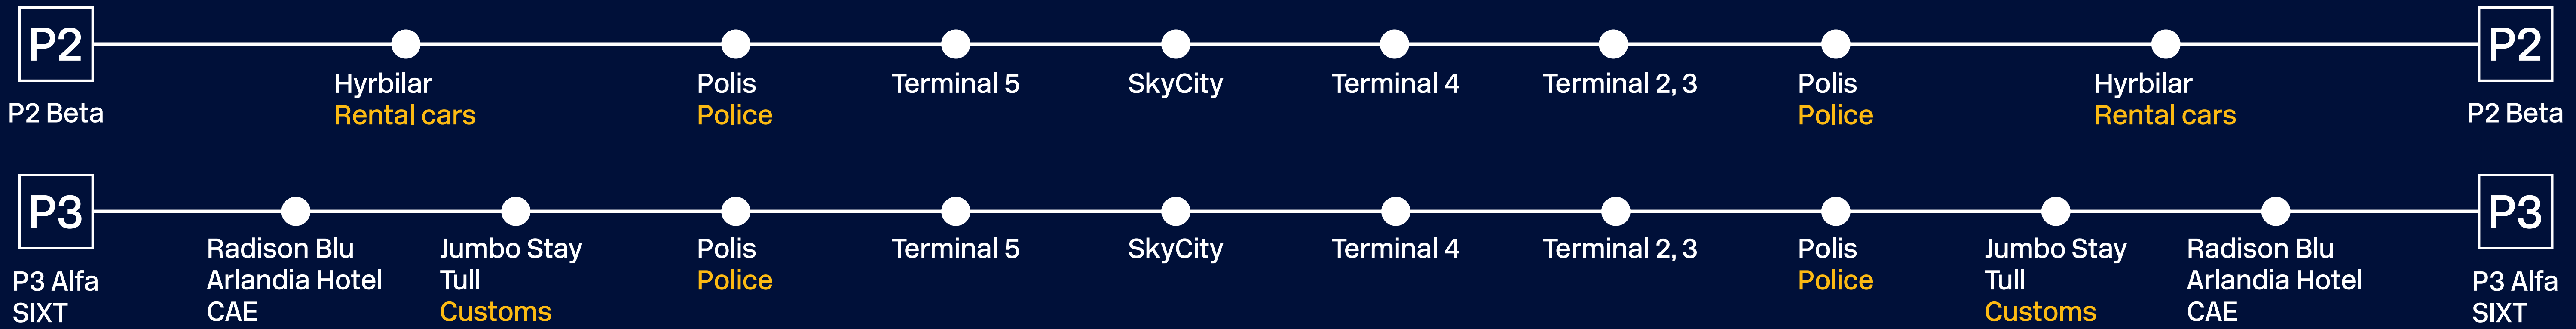 P2
P2
Hyrbilar
Polis
Terminal 5
SkyCity
Terminal 4
Terminal 2, 3
Polis
Hyrbilar
P2 Beta
Rental cars
Police
Police
Rental cars
P2 Beta
P3
P3
Radison Blu
Jumbo Stay
Polis
Terminal 5
SkyCity
Terminal 4
Terminal 2, 3
Polis
Jumbo Stay
Radison Blu
P3 Alfa
Arlandia Hotel
Tull
Police
Police
Tull
Arlandia Hotel
P3 Alfa
SIXT
CAE
Customs
Customs
CAE
SIXT